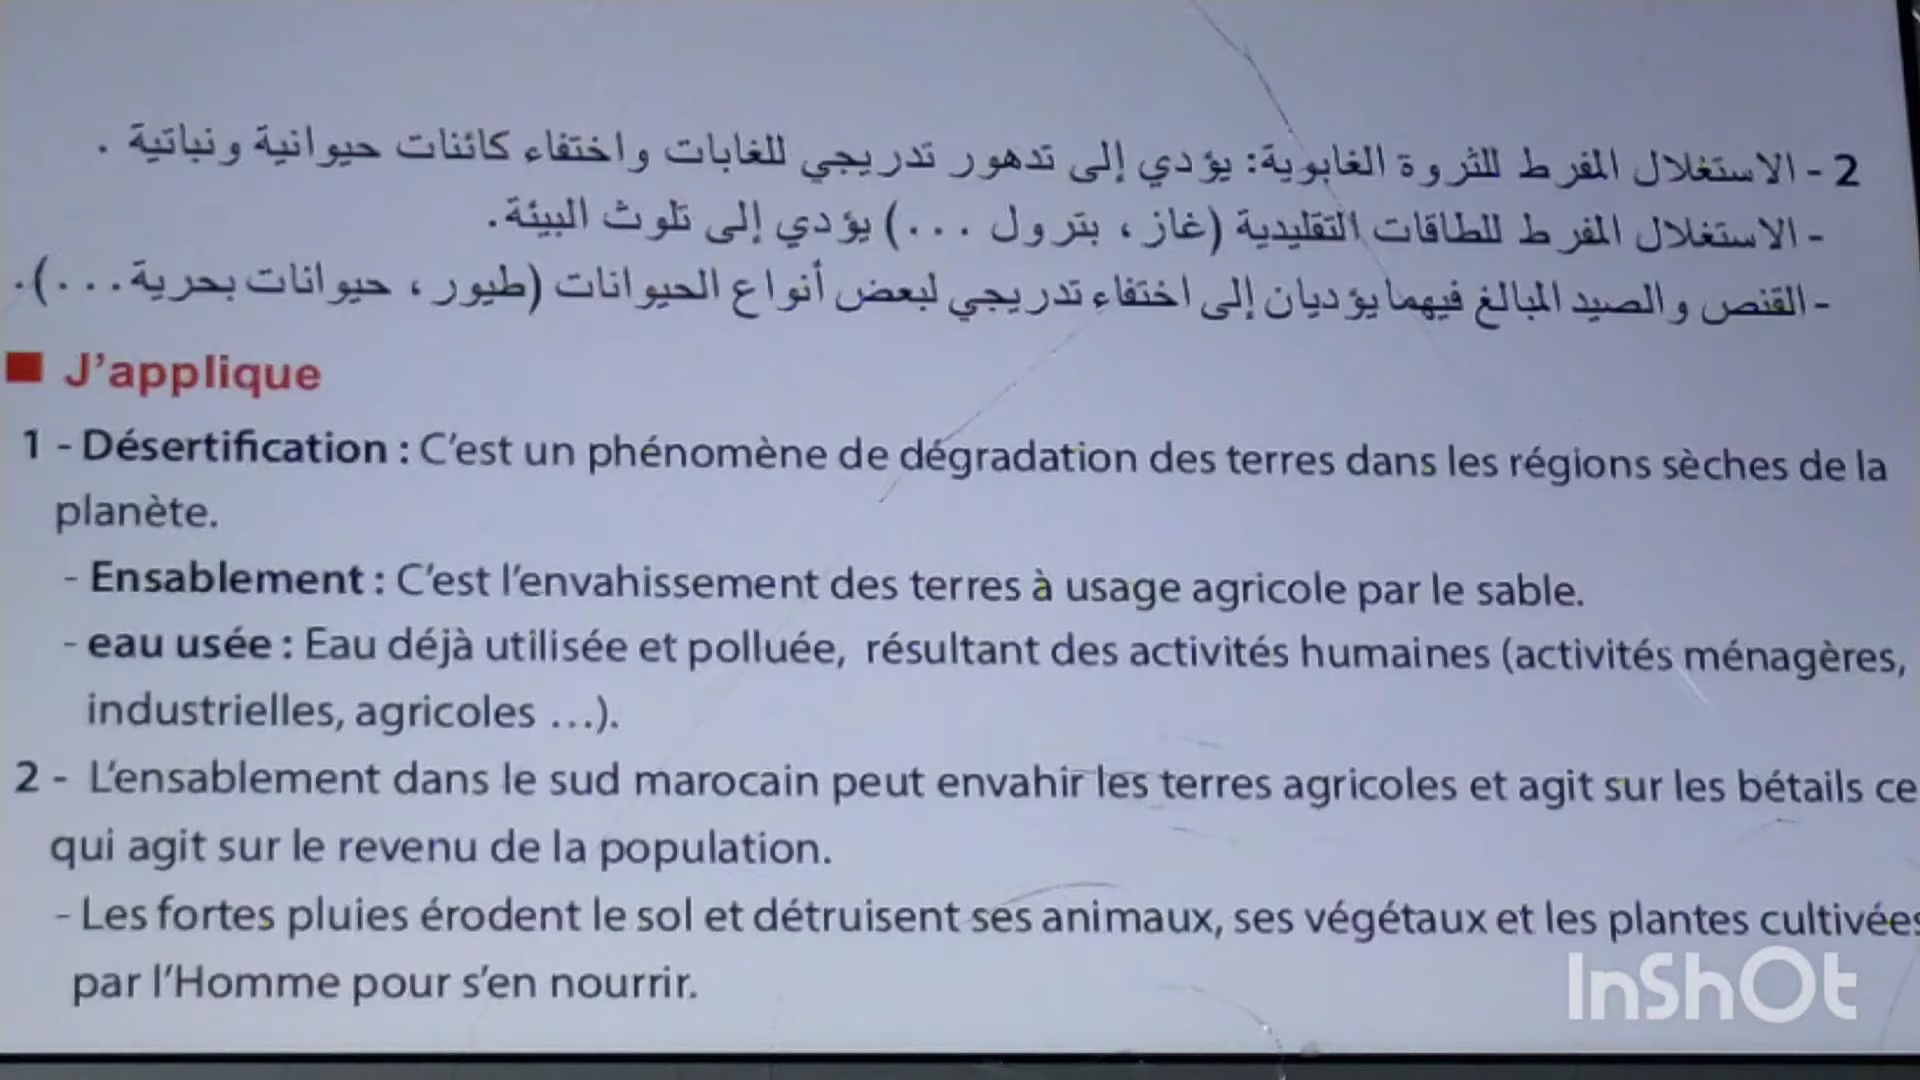 2 - الاستغلال المفرط للثروة الغابوية: يؤدي إلى تدهور تدريجي للغابات واختفاء كائنات حيوانية ونباتية .
- الاستغلال المفرط للطاقات التقليدية (غاز، بترول ...) يؤدي إلى تلوث البيئة.
- القنص والصيد المبالغ فيهما يؤديان إلى اختفاء تدريجي لبعض أنواع الحيوانات (طيور، حيوانات بحرية...).
J’applique
1 - Désertification : C’est un phénomène de dégradation des terres dans les régions sèches de la
planète.
- Ensablement : C’est l’envahissement des terres à usage agricole par le sable.
- eau usée : Eau déjà utilisée et polluée, résultant des activités humaines (activités ménagères,
industrielles, agricoles ...).
2 - L’ensablement dans le sud marocain peut envahir les terres agricoles et agit sur les bétails ce
qui agit sur le revenu de la population.
- Les fortes pluies érodent le sol et détruisent ses animaux, ses végétaux et les plantes cultivées
par l’Homme pour s’en nourrir.
InShOt